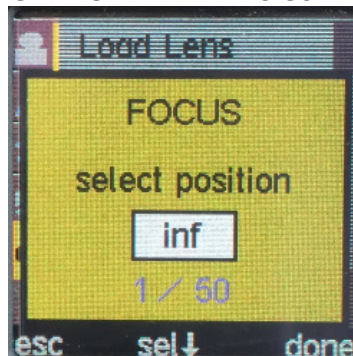 Load Lens
FOCUS
select position
inf
1 / 50
esc sel↓ done